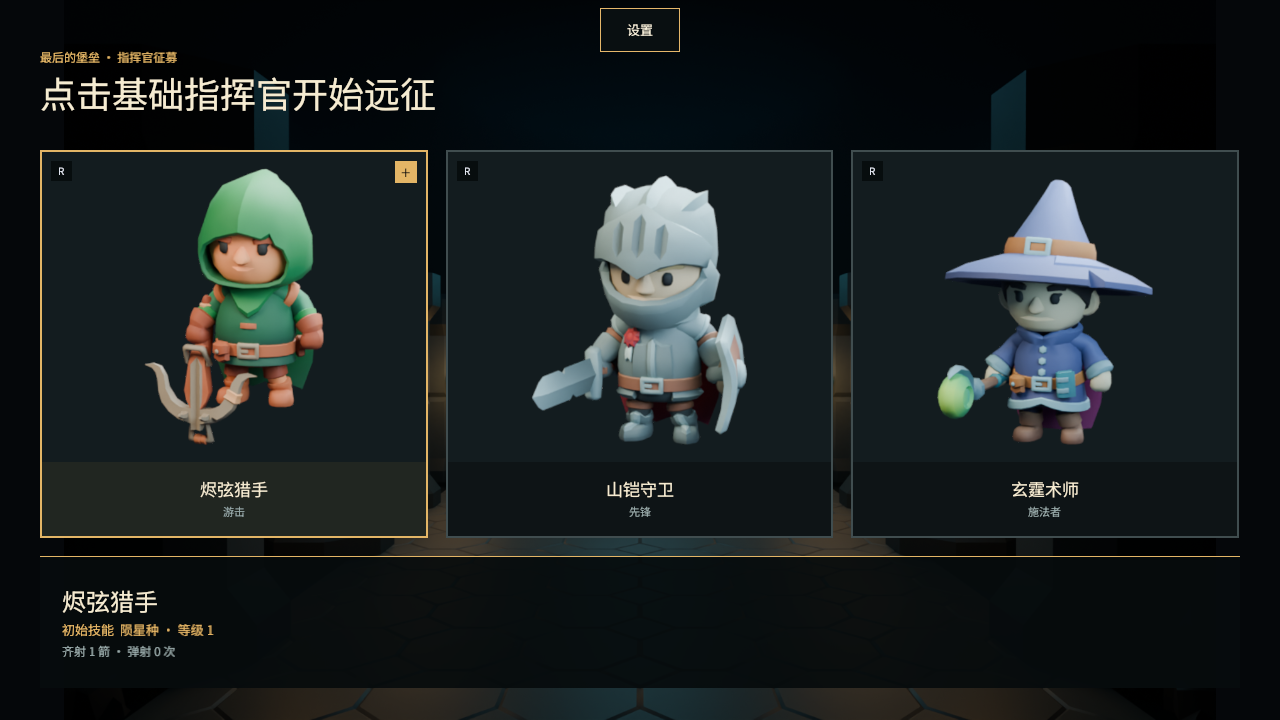 设置
最后的堡垒 · 指挥官征募
点击基础指挥官开始远征
R
+
R
R
烬弦猎手
游击
山铠守卫
先锋
玄霆术师
施法者
烬弦猎手
初始技能 陨星种 · 等级 1
齐射 1 箭 · 弹射 0 次